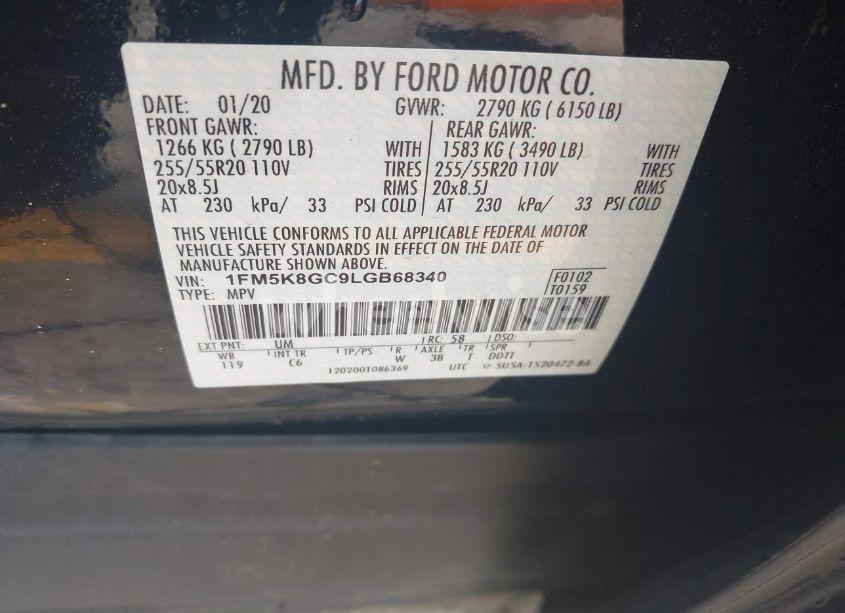 MFD. BY FORD MOTOR CO.
DATE: 01/20 GVWR: 2790 KG ( 6150 LB)
FRONT GAWR: REAR GAWR:
1266 KG ( 2790 LB) WITH 1583 KG ( 3490 LB) WITH
255/55R20 110V TIRES 255/55R20 110V TIRES
20x8.5J RIMS 20x8.5J RIMS
AT 230 kPa/ 33 PSI COLD AT 230 kPa/ 33 PSI COLD
THIS VEHICLE CONFORMS TO ALL APPLICABLE FEDERAL MOTOR
VEHICLE SAFETY STANDARDS IN EFFECT ON THE DATE OF
MANUFACTURE SHOWN ABOVE.
VIN: 1FM5K8GC9LGB68340 F0102
TYPE: MPV T0159
EXT PNT: UM RC: 58 DSO:
WB INT TR TP/PS R AXLE TR SPR
119 C6 W 3B T DDTT
1202001086369 UTC 5U5A-1520472-BA